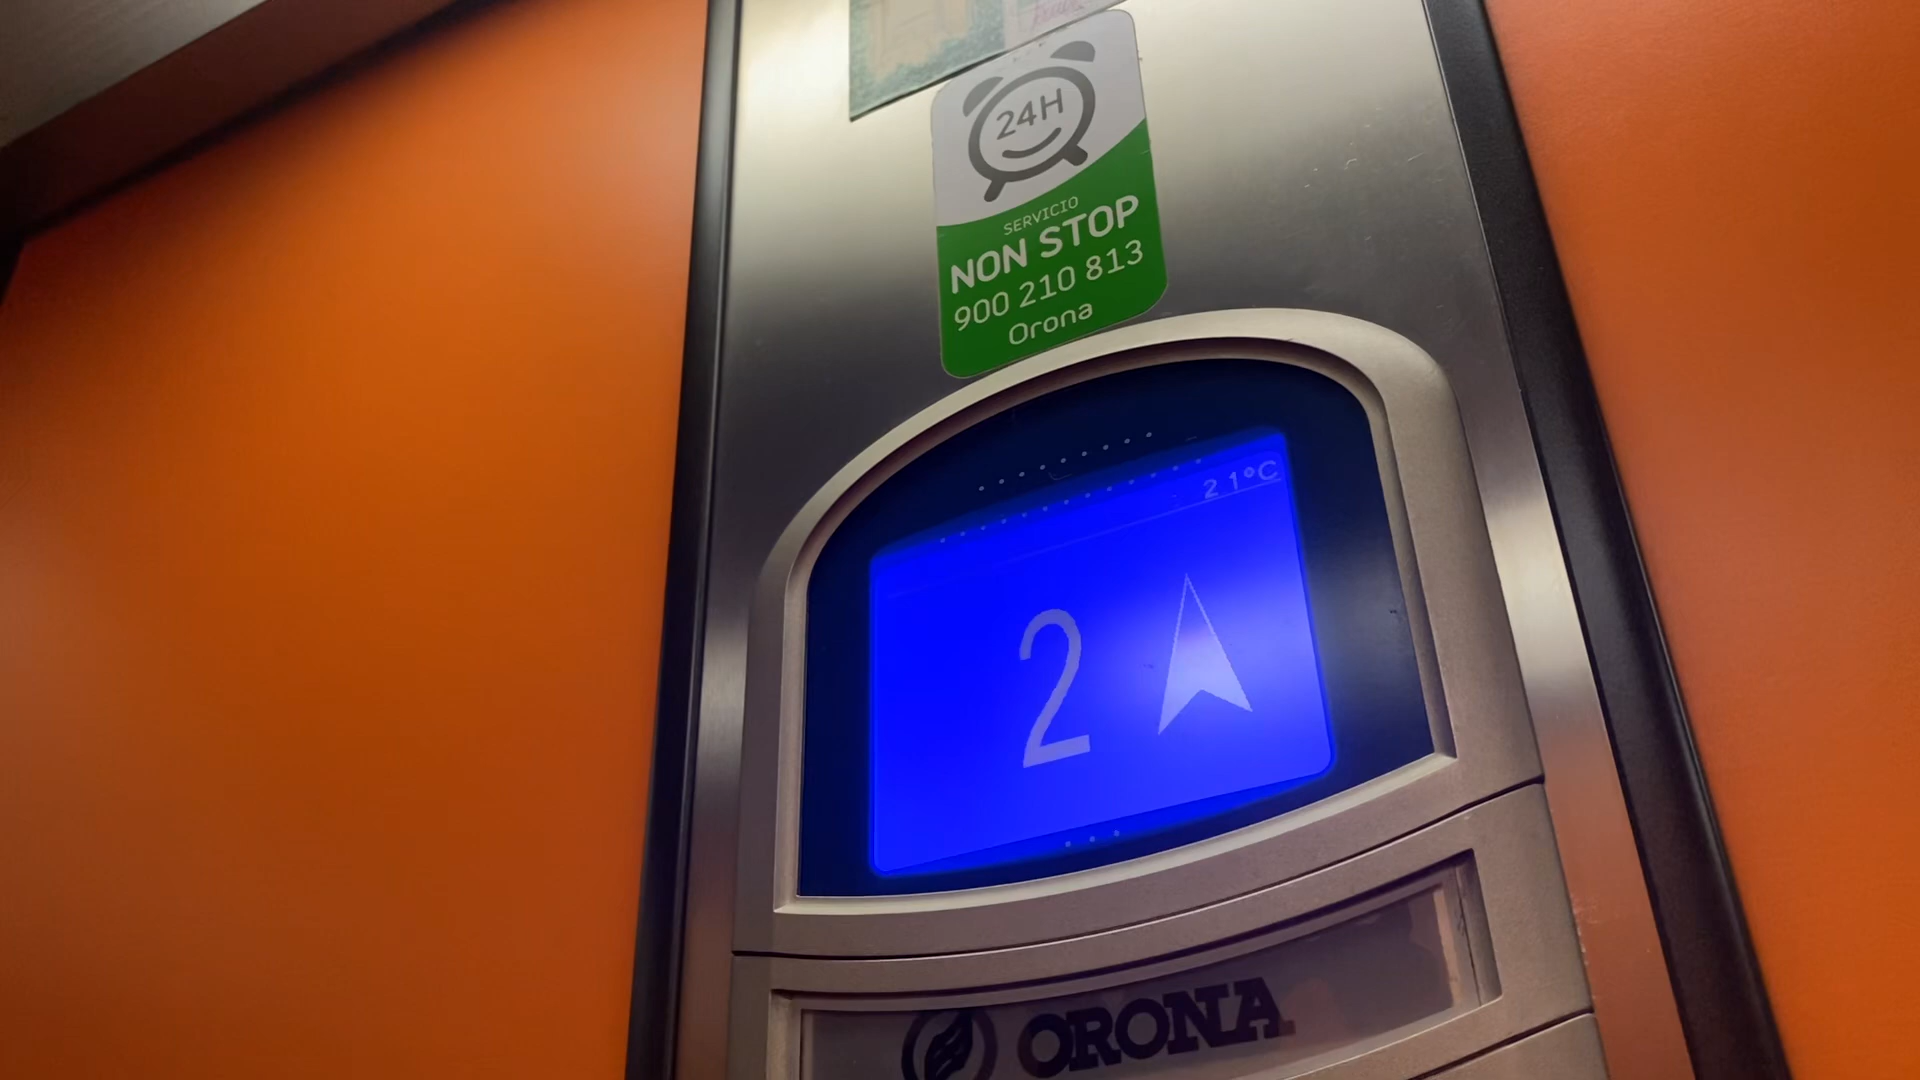 24H
SERVICIO
NON STOP
900 210 813
Orona
21°C
2
ORONA